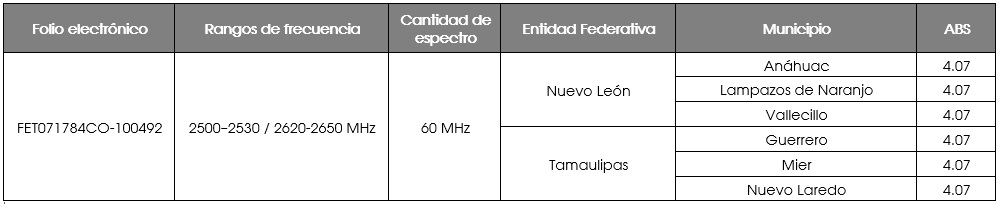 Folio electrónico Rangos de frecuencia Cantidad de espectro Entidad Federativa Municipio ABS
FET071784CO-100492 2500–2530 / 2620-2650 MHz 60 MHz Nuevo León Anáhuac 4.07
Lampazos de Naranjo 4.07
Vallecillo 4.07
Tamaulipas Guerrero 4.07
Mier 4.07
Nuevo Laredo 4.07